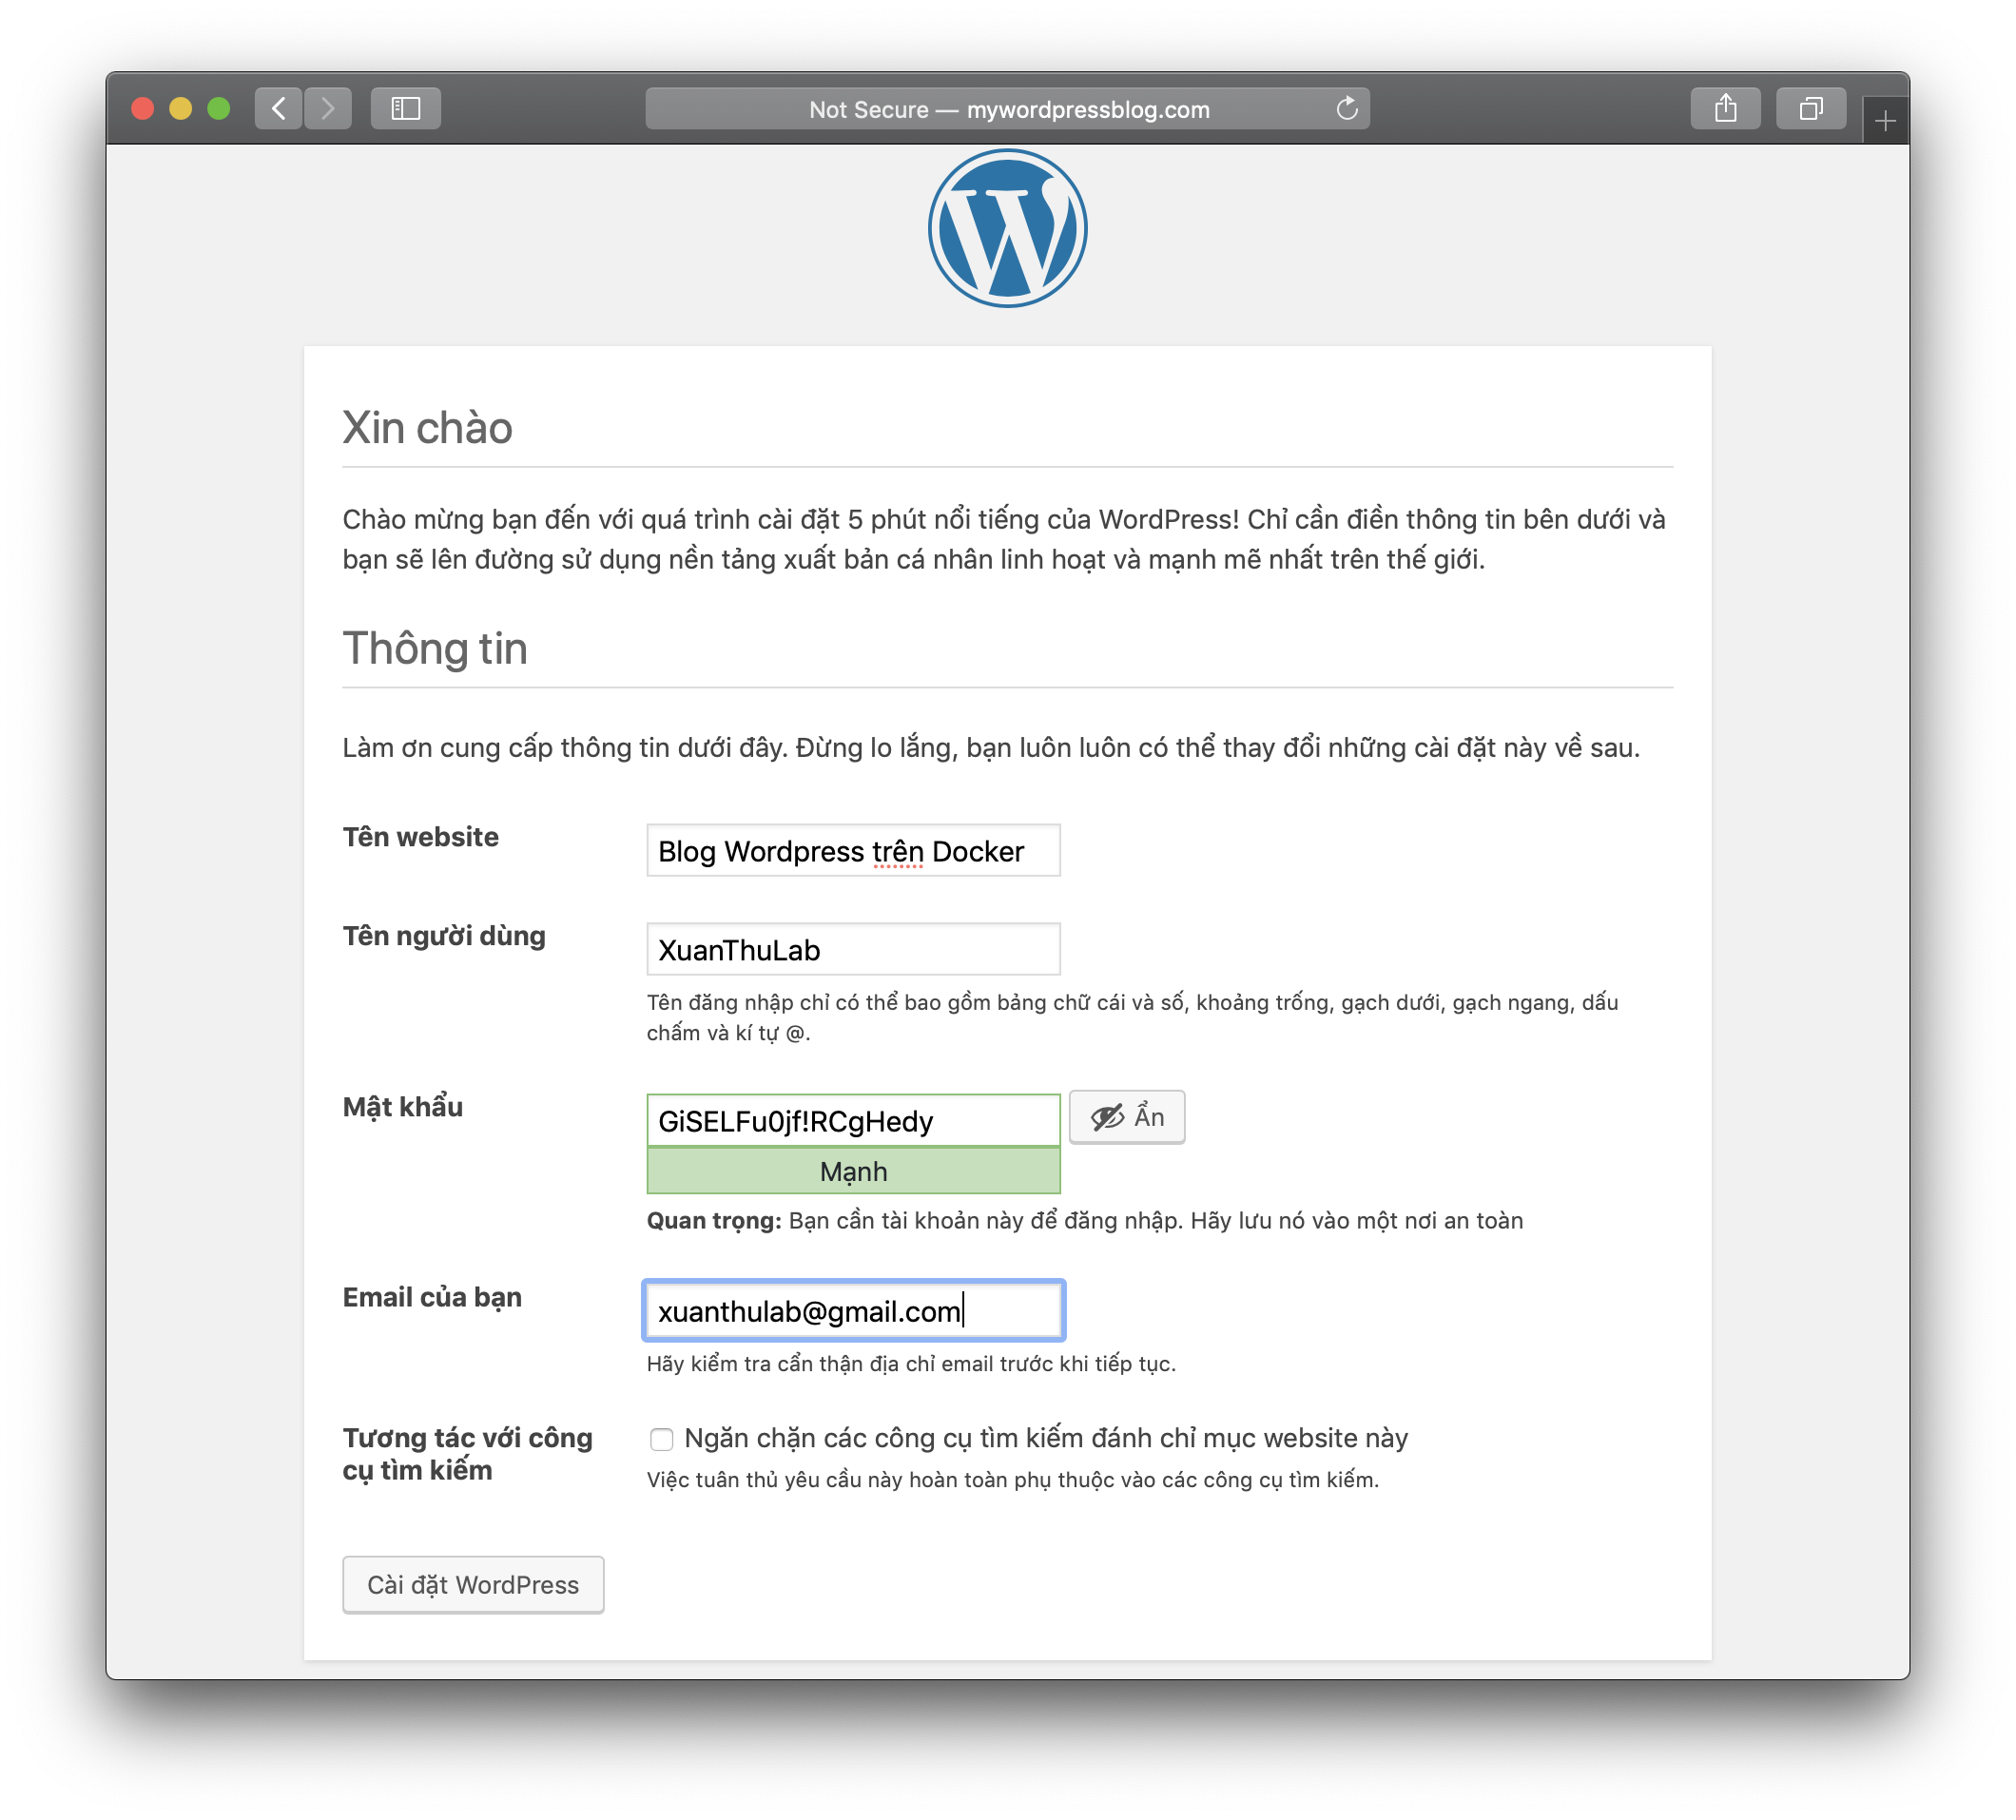 Not Secure — mywordpressblog.com
Xin chào
Chào mừng bạn đến với quá trình cài đặt 5 phút nổi tiếng của WordPress! Chỉ cần điền thông tin bên dưới và
bạn sẽ lên đường sử dụng nền tảng xuất bản cá nhân linh hoạt và mạnh mẽ nhất trên thế giới.
Thông tin
Làm ơn cung cấp thông tin dưới đây. Đừng lo lắng, bạn luôn luôn có thể thay đổi những cài đặt này về sau.
Tên website
Blog Wordpress trên Docker
Tên người dùng
XuanThuLab
Tên đăng nhập chỉ có thể bao gồm bảng chữ cái và số, khoảng trống, gạch dưới, gạch ngang, dấu
chấm và kí tự @.
Mật khẩu
GiSELFu0jf!RCgHedy
Ẩn
Mạnh
Quan trọng: Bạn cần tài khoản này để đăng nhập. Hãy lưu nó vào một nơi an toàn
Email của bạn
xuanthulab@gmail.com
Hãy kiểm tra cẩn thận địa chỉ email trước khi tiếp tục.
Tương tác với công
cụ tìm kiếm
Ngăn chặn các công cụ tìm kiếm đánh chỉ mục website này
Việc tuân thủ yêu cầu này hoàn toàn phụ thuộc vào các công cụ tìm kiếm.
Cài đặt WordPress